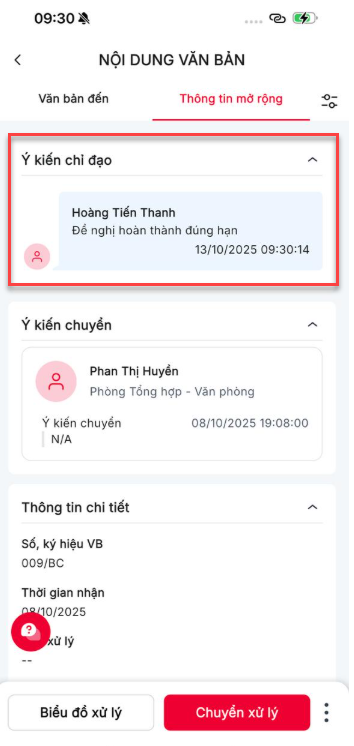 09:30
NỘI DUNG VĂN BẢN
Văn bản đến
Thông tin mở rộng
Ý kiến chỉ đạo
Hoàng Tiến Thanh
Đề nghị hoàn thành đúng hạn
13/10/2025 09:30:14
Ý kiến chuyển
Phan Thị Huyền
Phòng Tổng hợp - Văn phòng
Ý kiến chuyển 08/10/2025 19:08:00
N/A
Thông tin chi tiết
Số, ký hiệu VB
009/BC
Thời gian nhận
08/10/2025
xử lý
--
Biểu đồ xử lý
Chuyển xử lý